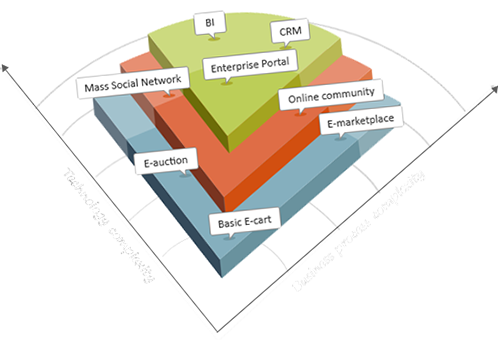 BI
CRM
Enterprise Portal
Mass Social Network
Online community
E-marketplace
E-auction
Basic E-cart
Technology complexity
Business process complexity